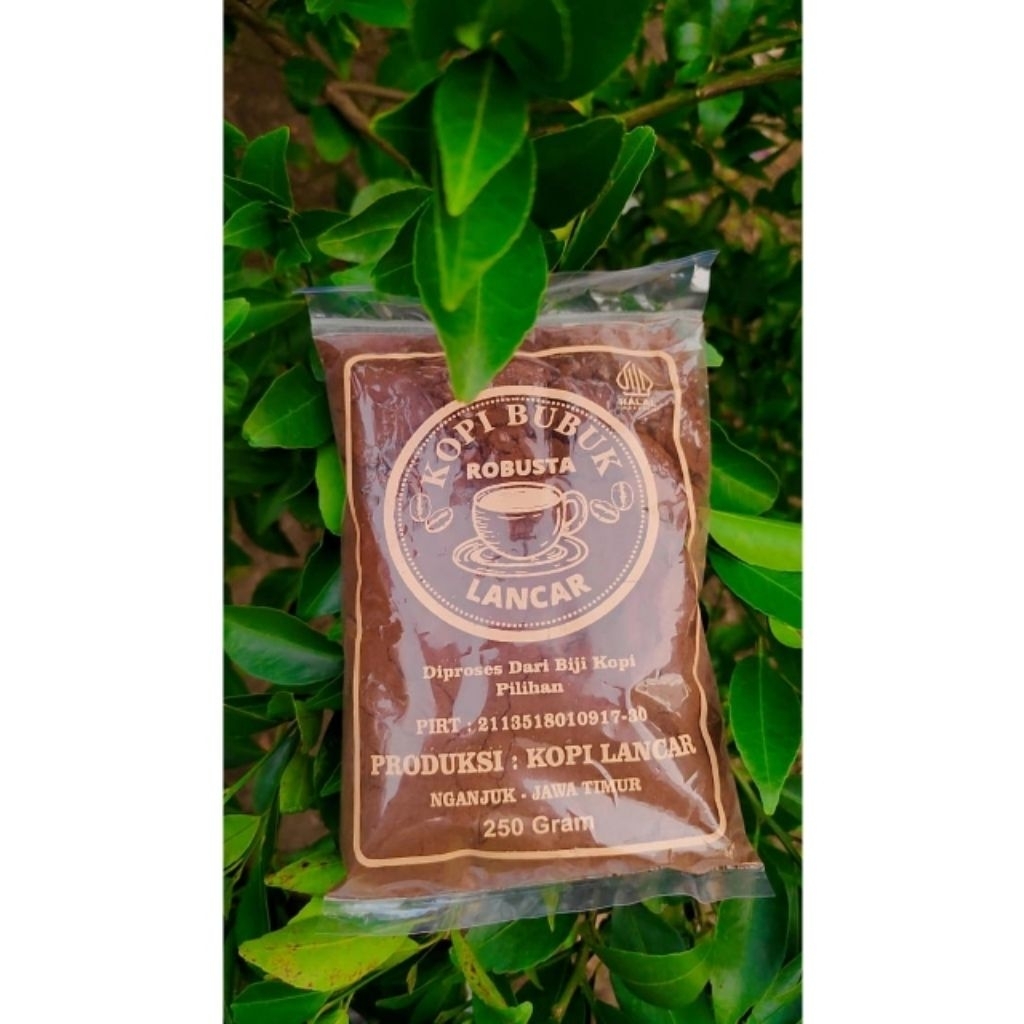 HALAL
KOPI BUBUK
ROBUSTA
LANCAR
Diproses Dari Biji Kopi
Pilihan
PIRT : 2113518010917-30
PRODUKSI : KOPI LANCAR
NGANJUK - JAWA TIMUR
250 Gram